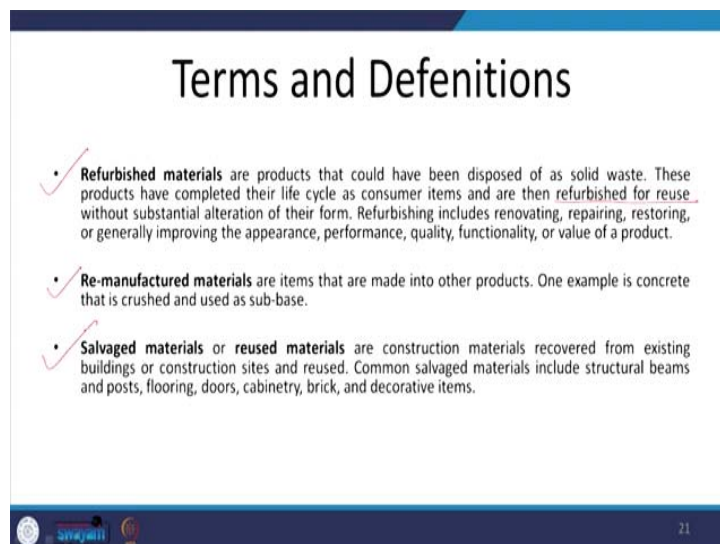 Terms and Defenitions
• Refurbished materials are products that could have been disposed of as solid waste. These
products have completed their life cycle as consumer items and are then refurbished for reuse
without substantial alteration of their form. Refurbishing includes renovating, repairing, restoring,
or generally improving the appearance, performance, quality, functionality, or value of a product.
• Re-manufactured materials are items that are made into other products. One example is concrete
that is crushed and used as sub-base.
• Salvaged materials or reused materials are construction materials recovered from existing
buildings or construction sites and reused. Common salvaged materials include structural beams
and posts, flooring, doors, cabinetry, brick, and decorative items.
swayam
21